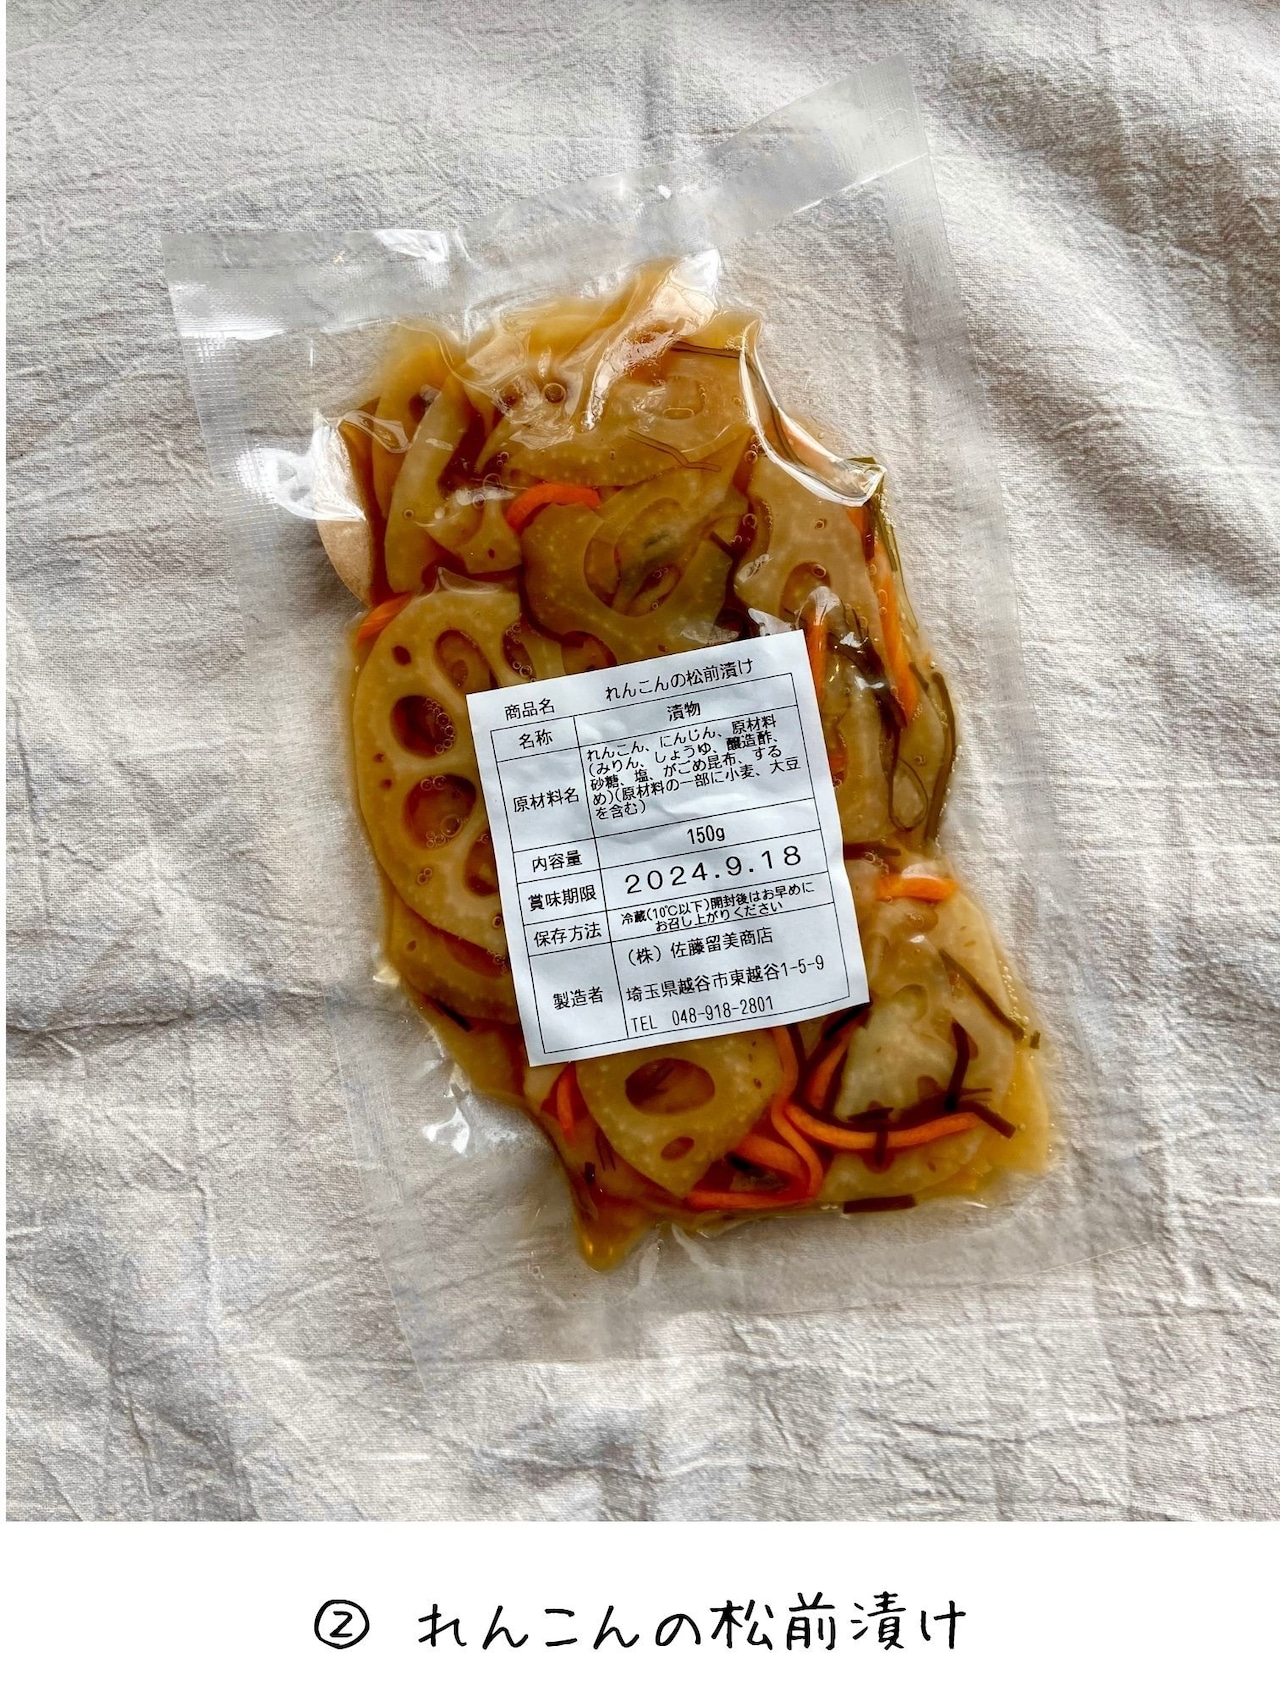 商品名 れんこんの松前漬け
名称 漬物
原材料名 れんこん、にんじん、原材料
(みりん、しょうゆ、醸造酢、
砂糖、塩、がごめ昆布、する
め)(原材料の一部に小麦、大豆
を含む)
内容量 150g
賞味期限 2024.9.18
保存方法 冷蔵(10℃以下)開封後はお早めに
お召し上がりください
製造者 (株)佐藤留美商店
埼玉県越谷市東越谷1-5-9
TEL 048-918-2801
② れんこんの松前漬け